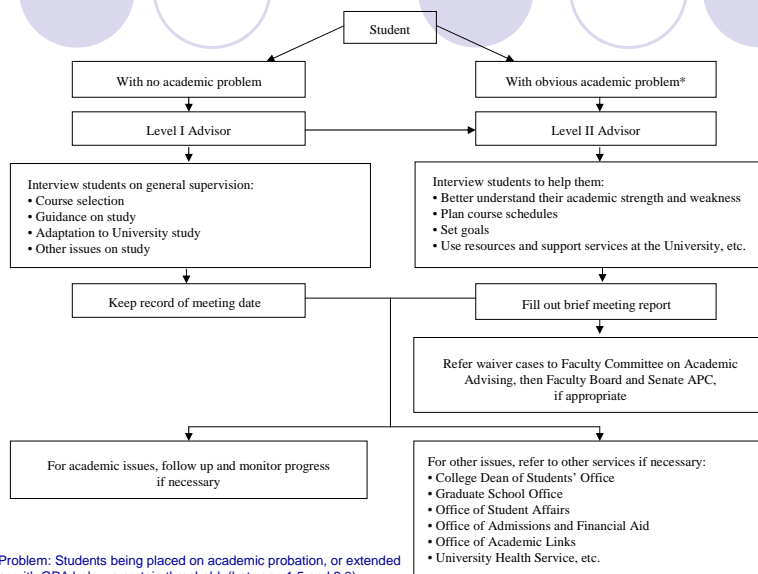 Student
With no academic problem
With obvious academic problem*
Level I Advisor
Level II Advisor
Interview students on general supervision:
• Course selection
• Guidance on study
• Adaptation to University study
• Other issues on study
Interview students to help them:
• Better understand their academic strength and weakness
• Plan course schedules
• Set goals
• Use resources and support services at the University, etc.
Keep record of meeting date
Fill out brief meeting report
Refer waiver cases to Faculty Committee on Academic
Advising, then Faculty Board and Senate APC,
if appropriate
For academic issues, follow up and monitor progress
if necessary
For other issues, refer to other services if necessary:
• College Dean of Students’ Office
• Graduate School Office
• Office of Student Affairs
• Office of Admissions and Financial Aid
• Office of Academic Links
• University Health Service, etc.
Problem: Students being placed on academic probation, or extended